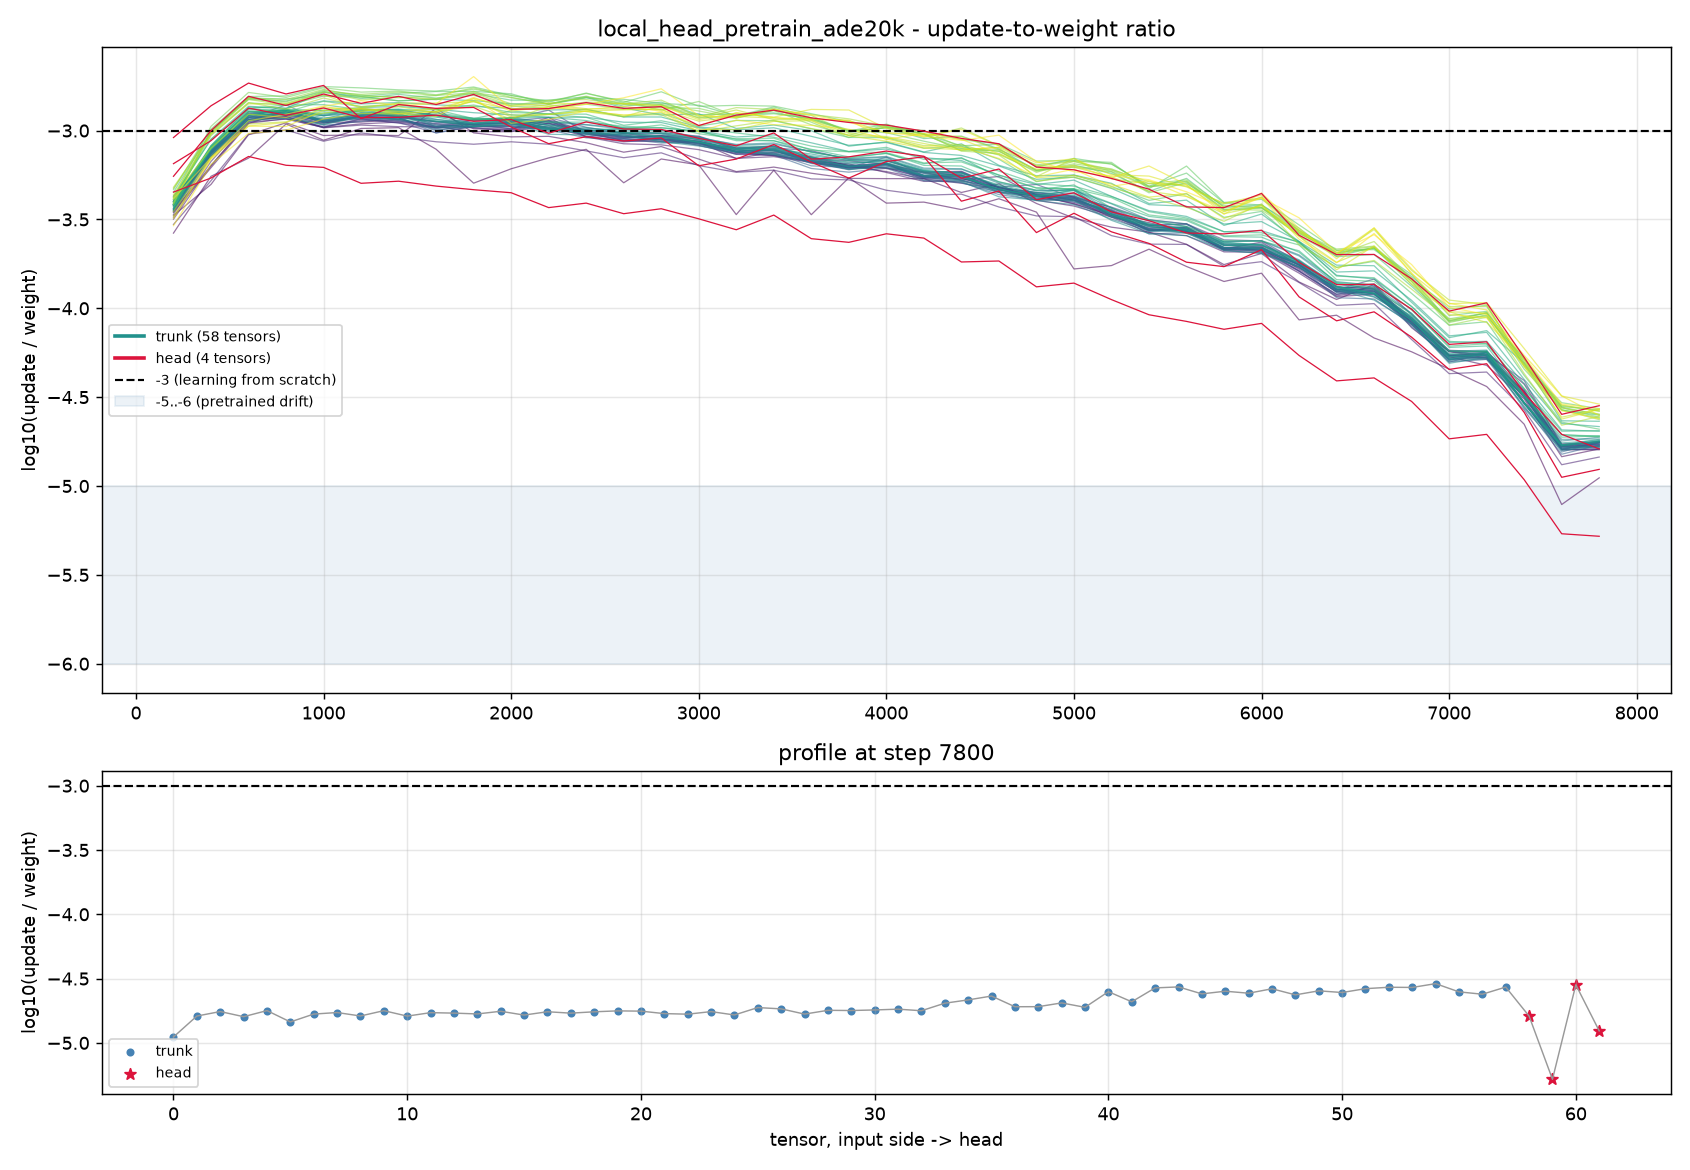 local_head_pretrain_ade20k - update-to-weight ratio
log10(update / weight)
−3.0
−3.5
−4.0
−4.5
−5.0
−5.5
−6.0
trunk (58 tensors)
head (4 tensors)
-3 (learning from scratch)
-5..-6 (pretrained drift)
0 1000 2000 3000 4000 5000 6000 7000 8000
profile at step 7800
log10(update / weight)
−3.0
−3.5
−4.0
−4.5
−5.0
trunk
head
0 10 20 30 40 50 60
tensor, input side -> head